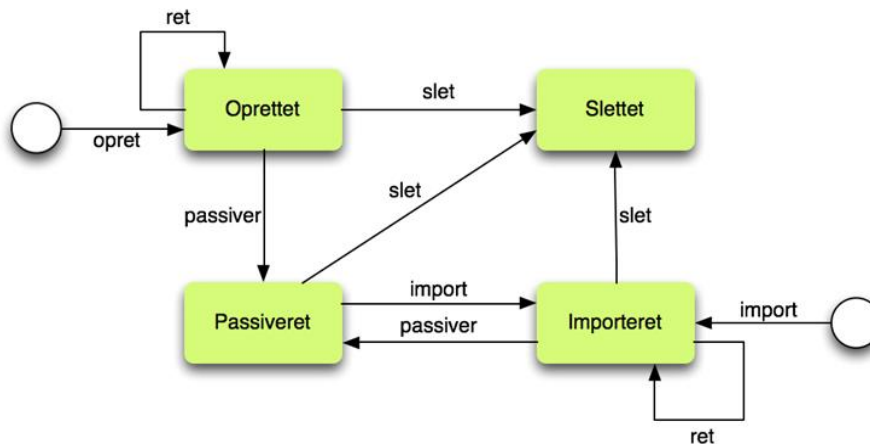 ret
Oprettet
slet
Slettet
opret
passiver
slet
slet
Passiveret
import
passiver
Importeret
import
ret